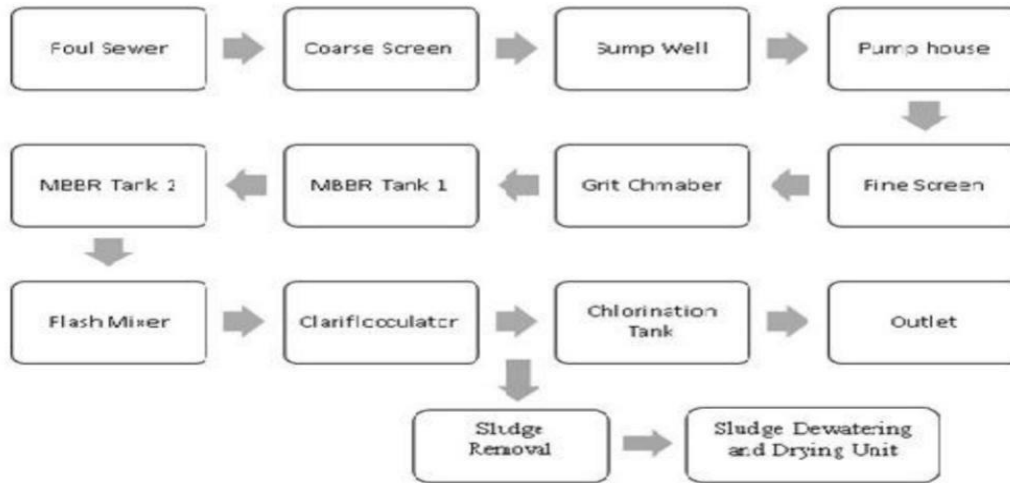 Foul Sewer
Coarse Screen
Sump Well
Pump house
Fine Screen
Grit Chmaber
MBBR Tank 1
MBBR Tank 2
Flash Mixer
Clariflocculator
Chlorination
Tank
Outlet
Sludge
Removal
Sludge Dewatering
and Drying Unit